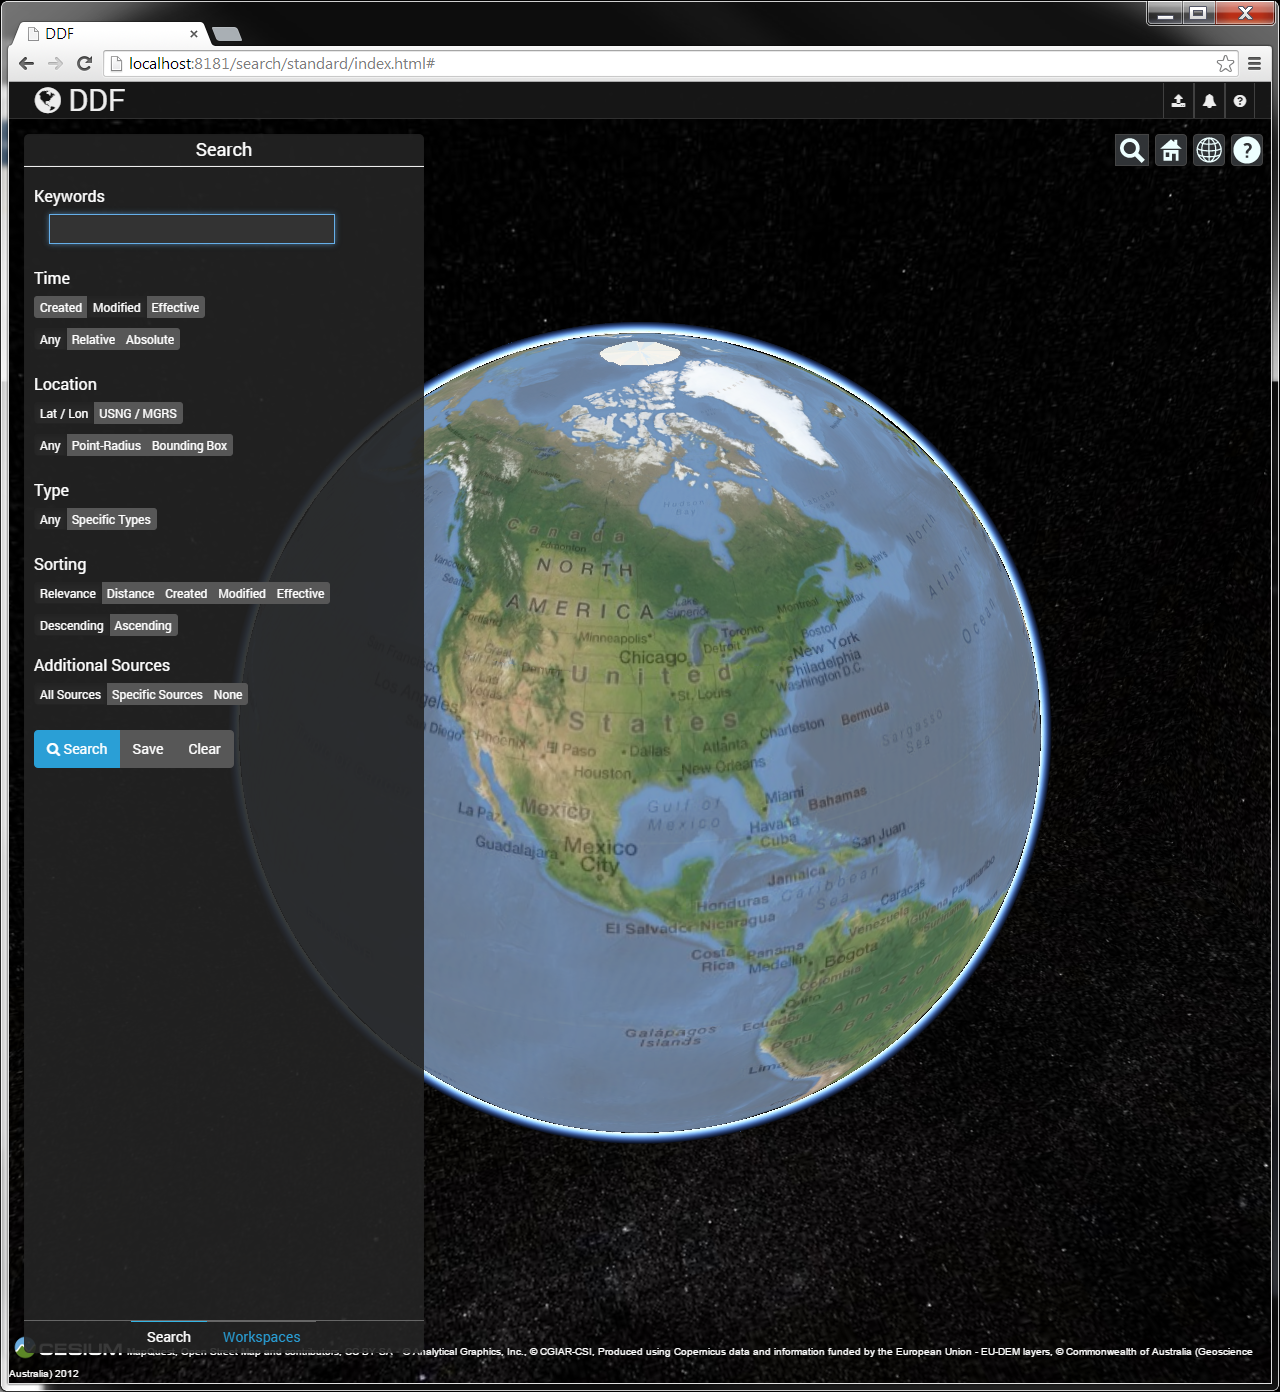 DDF
localhost:8181/search/standard/index.html#
DDF
Search
Keywords
Time
Created Modified Effective
Any Relative Absolute
Location
Lat / Lon USNG / MGRS
Any Point-Radius Bounding Box
Type
Any Specific Types
Sorting
Relevance Distance Created Modified Effective
Descending Ascending
Additional Sources
All Sources Specific Sources None
Search Save Clear
Search Workspaces
Hudson
Bay
Canada
Edmonton
NORTH
AMERICA
North
Atlantic
Ocean
St. John's
Halifax
Montreal
Lake
Superior
Portland
Minneapolis
Toronto
Boston
Chicago
Detroit
New York
Philadelphia
Washington D.C.
Great
Salt Lake
Denver
United
States
St. Louis
Las
Vegas
Los Angeles
San Diego
Phoenix
El Paso
Dallas
Atlanta
Charleston
Bermuda
Sargasso
Sea
Houston
New Orleans
La Paz
Mexico
Gulf of
Mexico
Miami
Bahamas
Havana
Cuba
San Juan
Guadalajara
Mexico
City
Jamaica
Caribbean
Sea
Honduras
El Salvador Nicaragua
Caracas
Paramaribo
Venezuela
Guyana
Costa
Rica
Panama
Medellin
Bogota
Colombia
Quito
Ecuador
Galápagos
Islands
Peru
Lima
Amazon
Basin
CESIUM MapQuest, Open Street Map and contributors, CC-BY-SA, Analytical Graphics, Inc., © CGIAR-CSI, Produced using Copernicus data and information funded by the European Union - EU-DEM layers, © Commonwealth of Australia (Geoscience
Australia) 2012